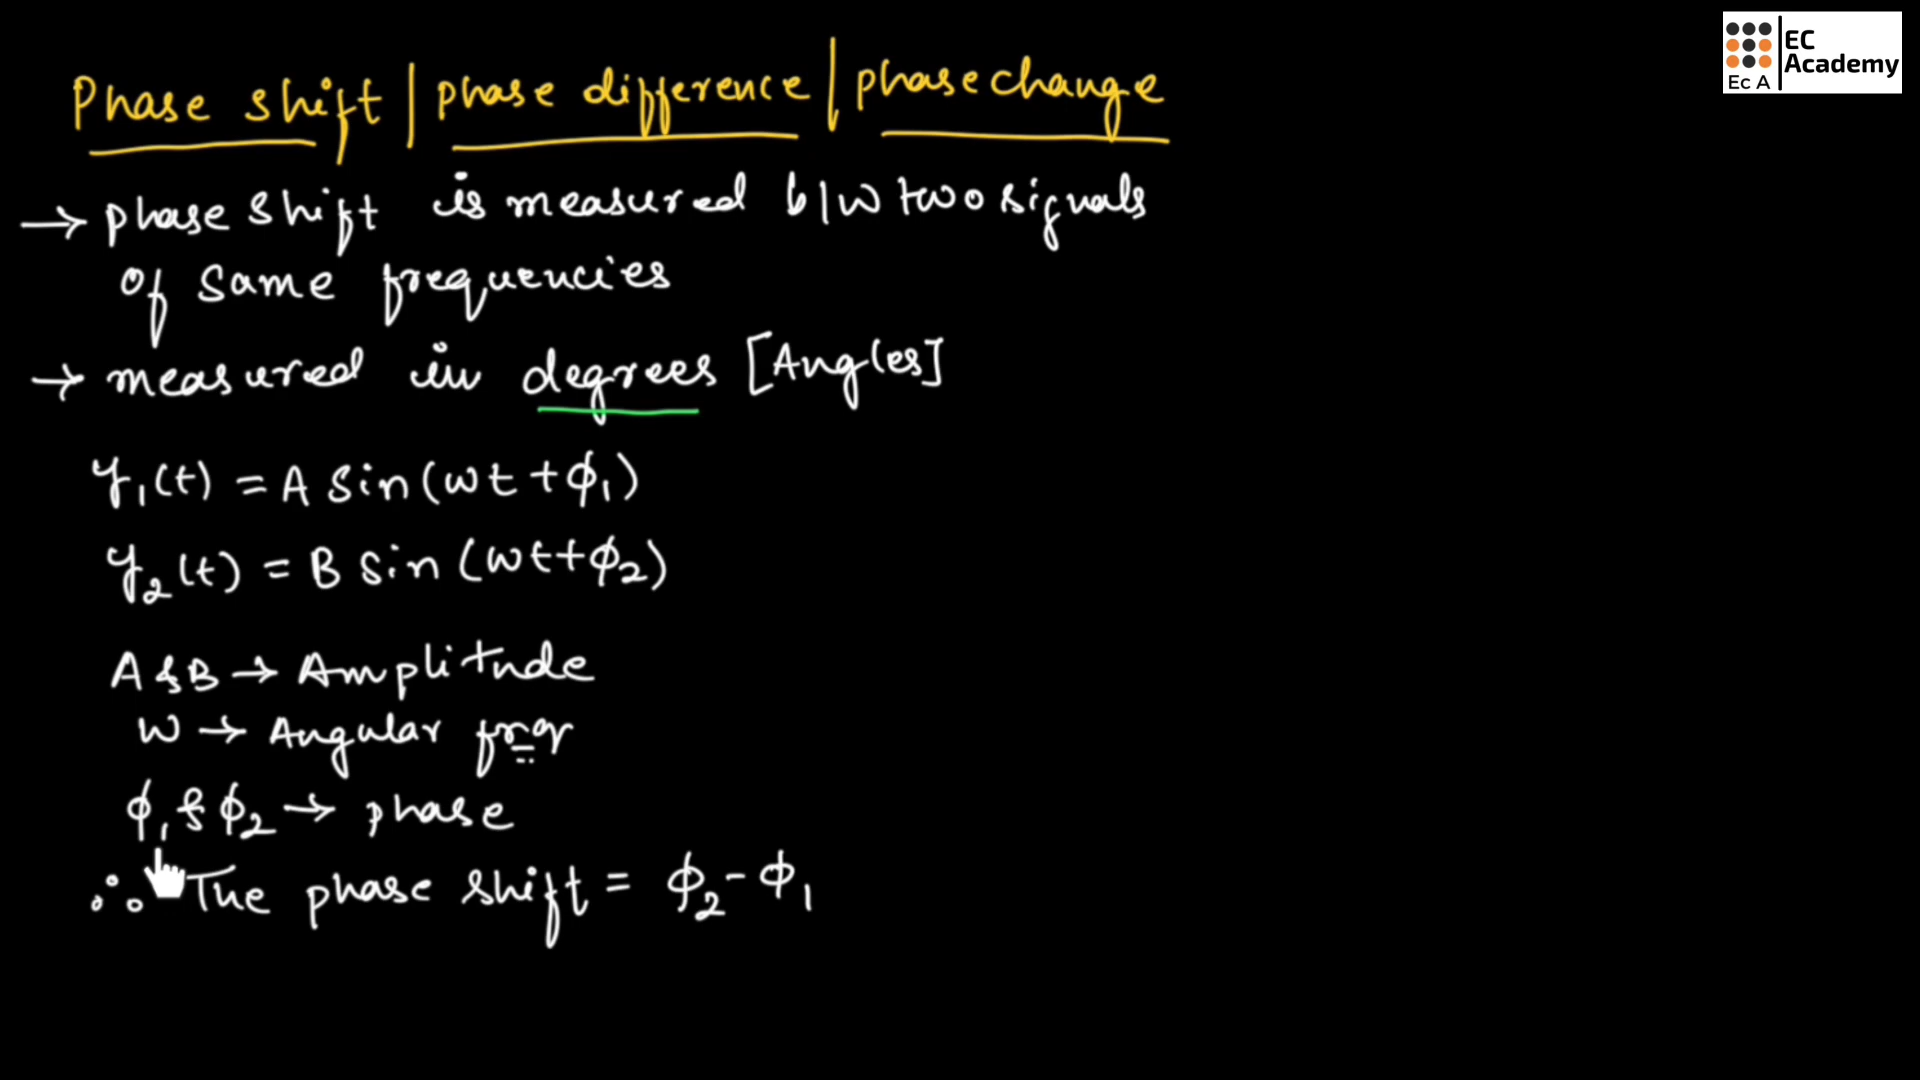 Phase shift | phase difference | phase change
→ phase shift is measured b/w two signals
of same frequencies
→ measured in degrees [Angles]
y₁(t) = A sin(wt + ϕ₁)
y₂(t) = B sin(wt + ϕ₂)
A & B → Amplitude
w → Angular freq
ϕ₁ & ϕ₂ → phase
∴ The phase shift = ϕ₂ - ϕ₁
EC
Academy
Ec A